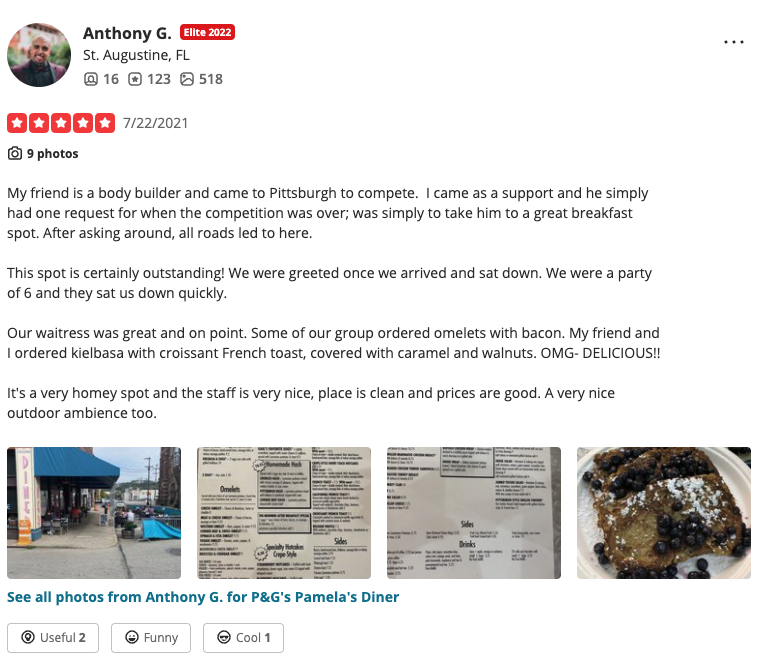 Anthony G. Elite 2022
St. Augustine, FL
16 123 518
7/22/2021
9 photos
My friend is a body builder and came to Pittsburgh to compete.  I came as a support and he simply
had one request for when the competition was over; was simply to take him to a great breakfast
spot. After asking around, all roads led to here.
This spot is certainly outstanding! We were greeted once we arrived and sat down. We were a party
of 6 and they sat us down quickly.
Our waitress was great and on point. Some of our group ordered omelets with bacon. My friend and
I ordered kielbasa with croissant French toast, covered with caramel and walnuts. OMG- DELICIOUS!!
It's a very homey spot and the staff is very nice, place is clean and prices are good. A very nice
outdoor ambience too.
Homemade Hash
Omelets
Specialty Hotcakes
Crepe-Style
Sides
Sides
Drinks
See all photos from Anthony G. for P&G's Pamela's Diner
Useful 2 Funny Cool 1